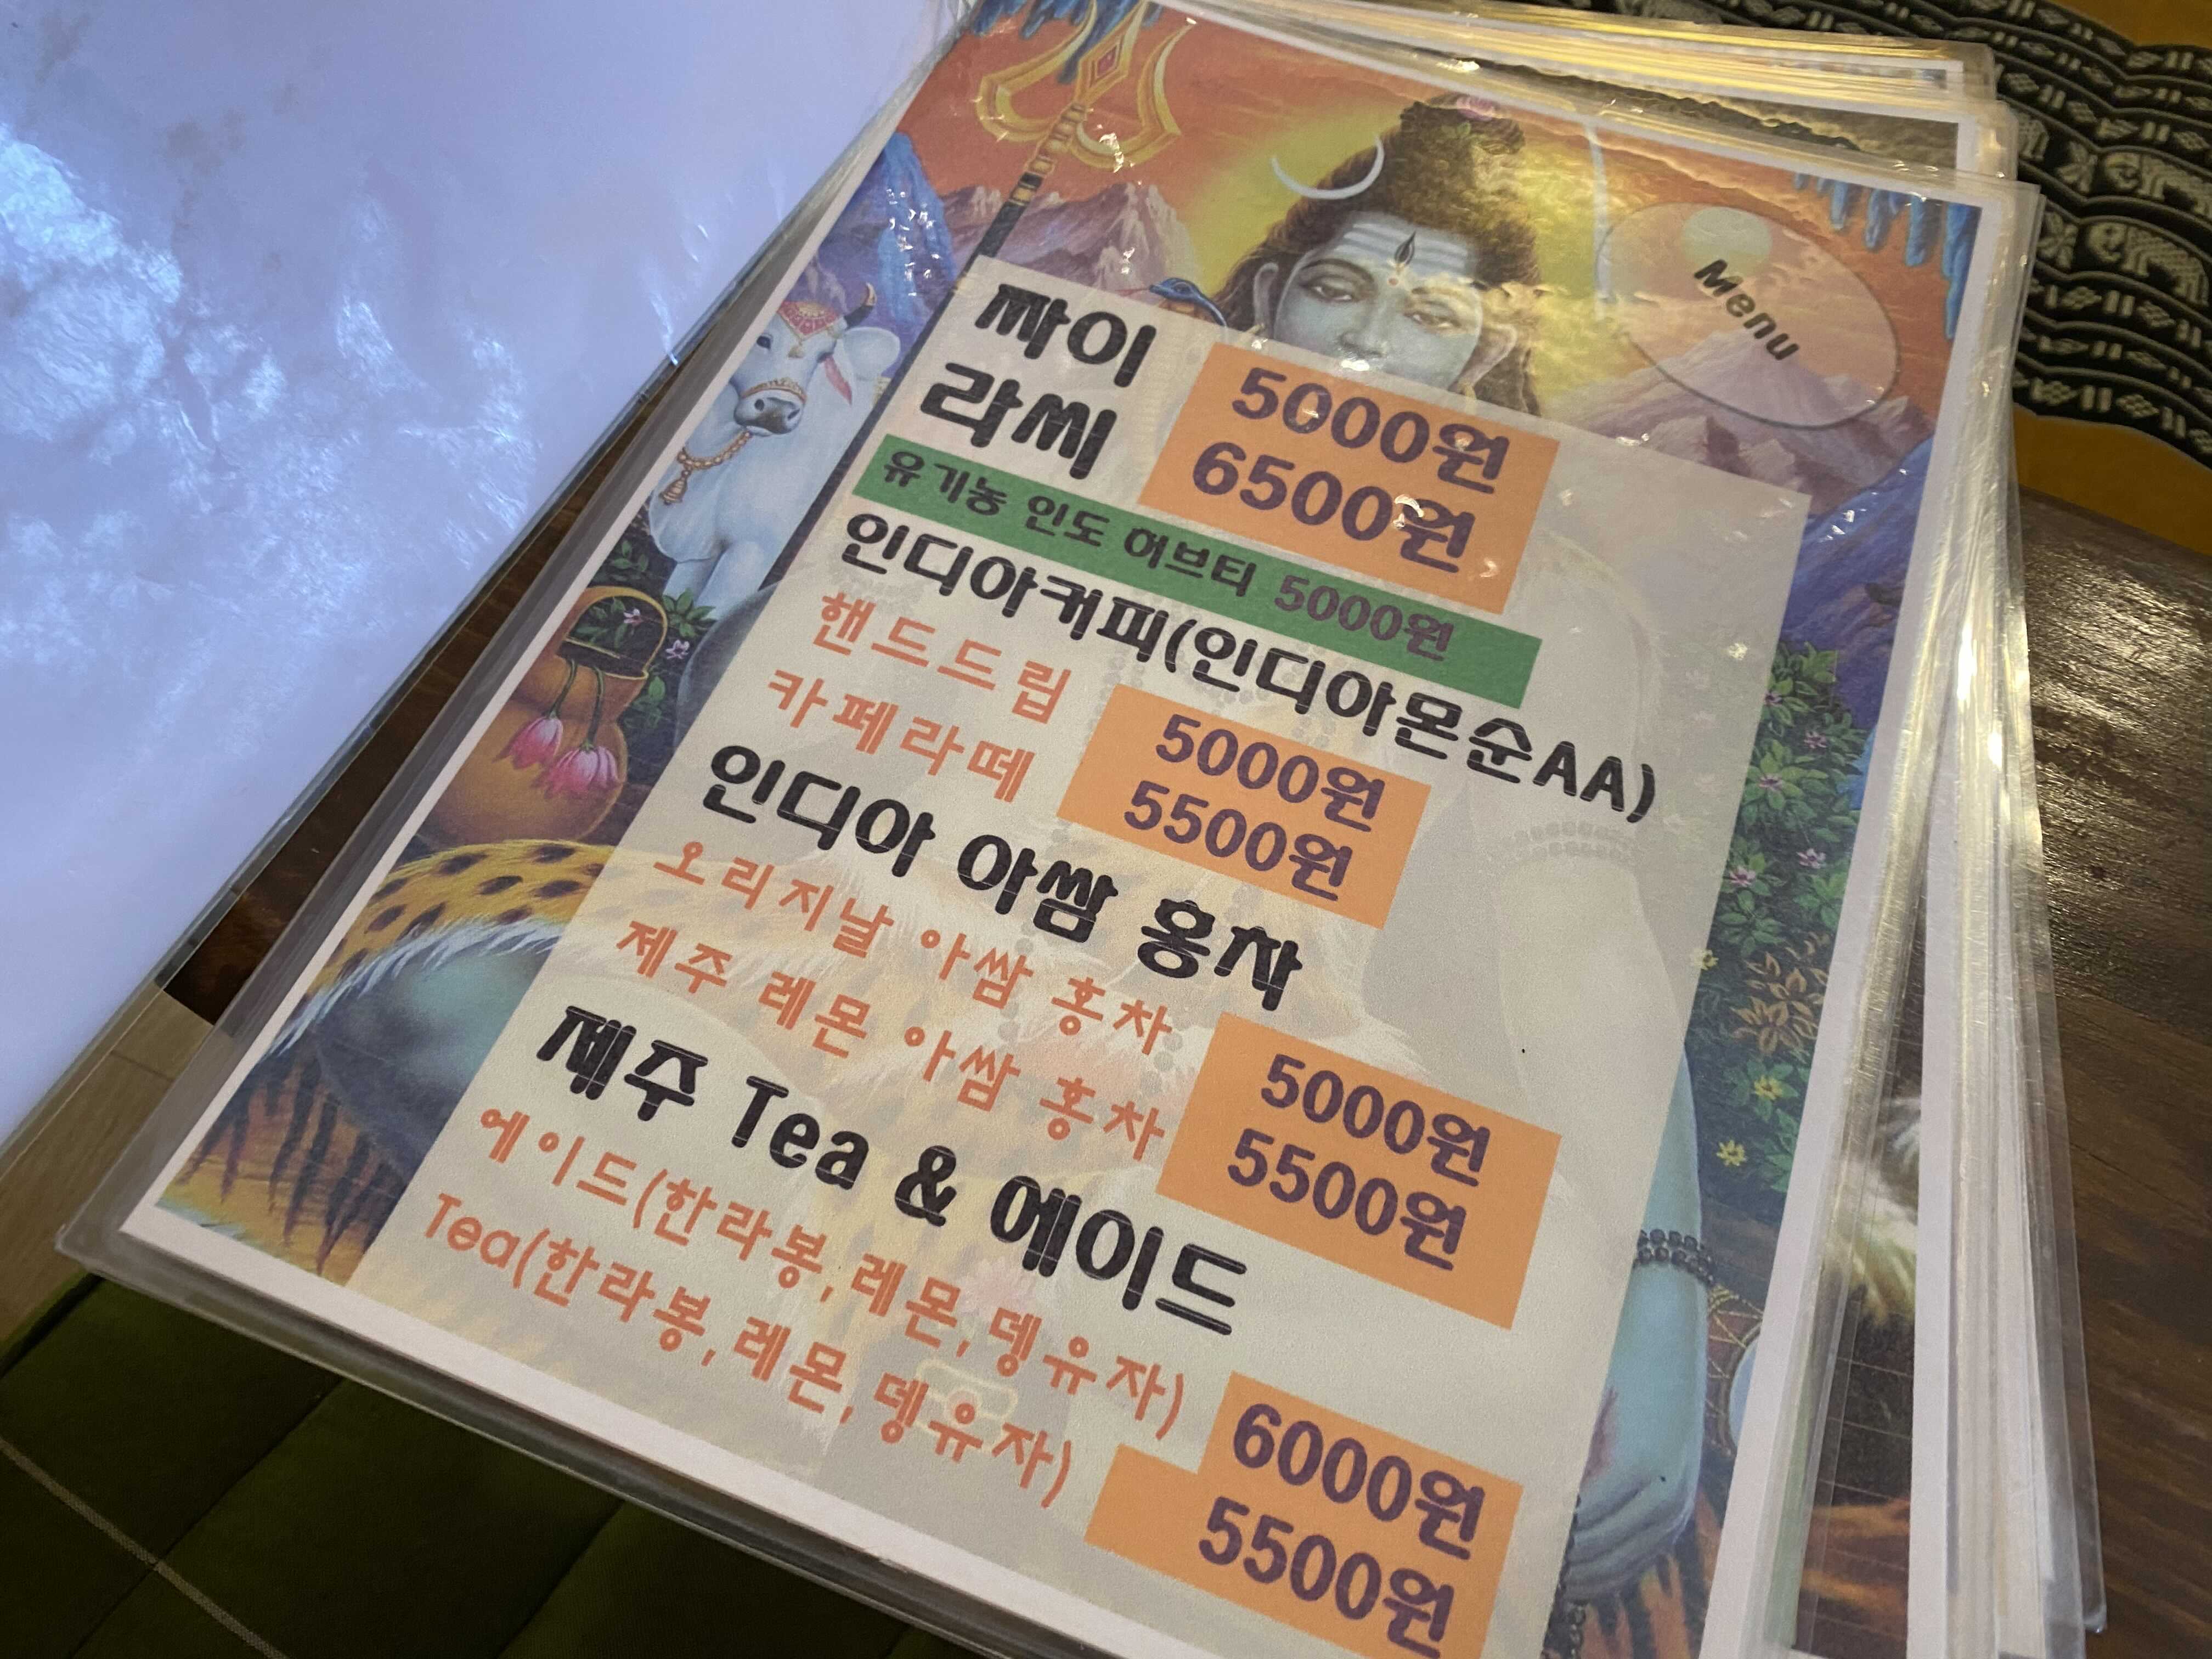 Menu
짜이 5000원
라씨 6500원
유기농 인도 허브티 5000원
인디아커피(인디아몬순AA)
핸드드립 5000원
카페라떼 5500원
인디아 아쌈 홍차
오리지날 아쌈 홍차 5000원
제주 레몬 아쌈 홍차 5500원
제주 Tea & 에이드
에이드(한라봉,레몬,뎅유자) 6000원
Tea(한라봉,레몬,뎅유자) 5500원